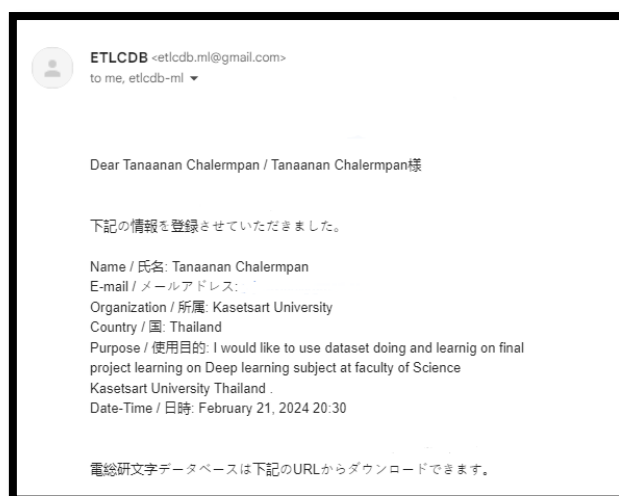 ETLCDB <etlcdb.ml@gmail.com>
to me, etlcdb-ml
Dear Tanaanan Chalermpan / Tanaanan Chalermpan様
下記の情報を登録させていただきました。
Name / 氏名: Tanaanan Chalermpan
E-mail / メールアドレス:
Organization / 所属: Kasetsart University
Country / 国: Thailand
Purpose / 使用目的: I would like to use dataset doing and learnig on final
project learning on Deep learning subject at faculty of Science
Kasetsart University Thailand .
Date-Time / 日時: February 21, 2024 20:30
電総研文字データベースは下記のURLからダウンロードできます。